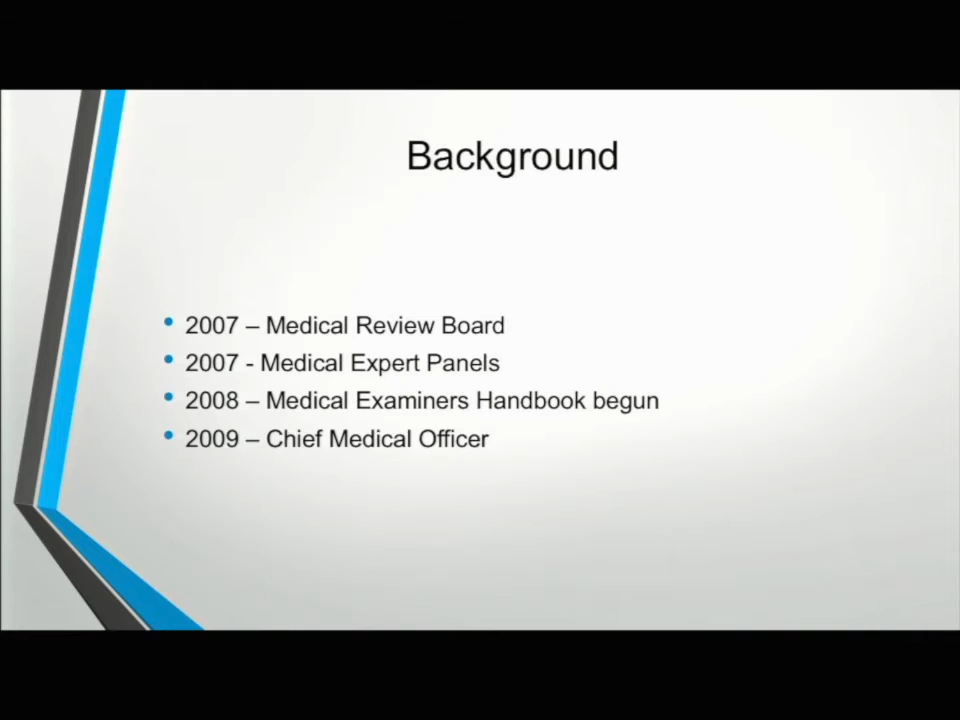 Background
• 2007 – Medical Review Board
• 2007 - Medical Expert Panels
• 2008 – Medical Examiners Handbook begun
• 2009 – Chief Medical Officer